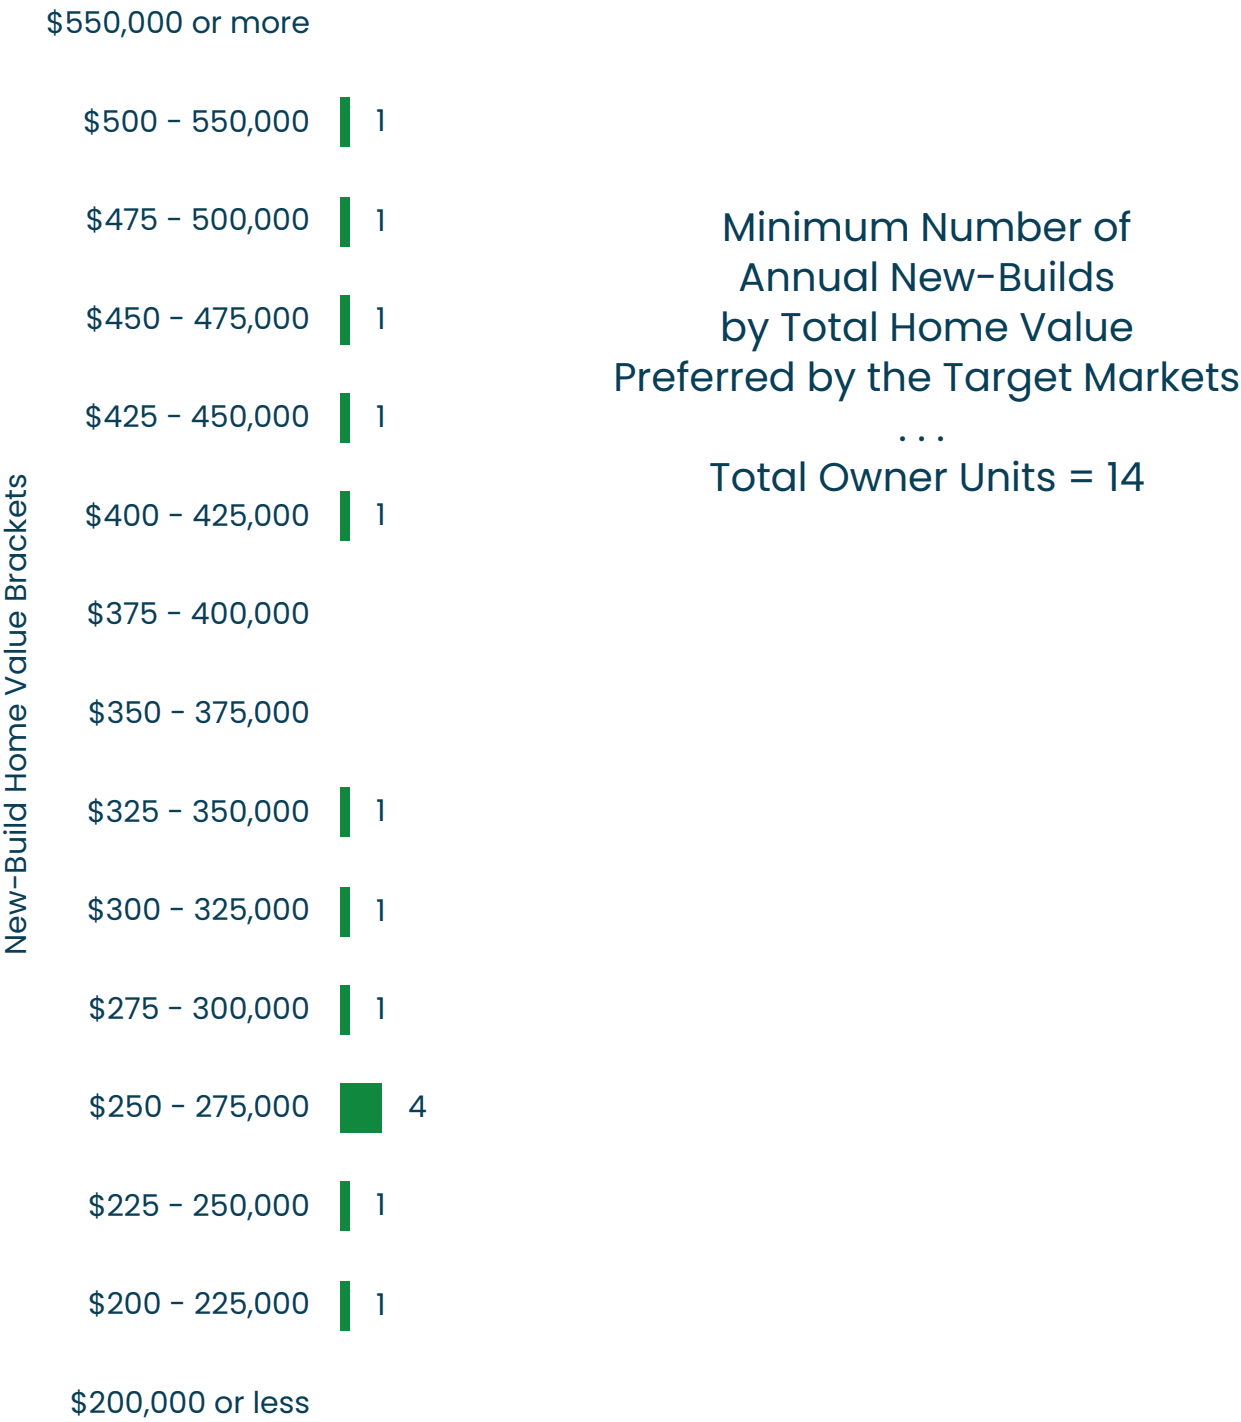 $550,000 or more
$500 - 550,000 1
$475 - 500,000 1
$450 - 475,000 1
$425 - 450,000 1
$400 - 425,000 1
$375 - 400,000
$350 - 375,000
$325 - 350,000 1
$300 - 325,000 1
$275 - 300,000 1
$250 - 275,000 4
$225 - 250,000 1
$200 - 225,000 1
$200,000 or less
New-Build Home Value Brackets
Minimum Number of
Annual New-Builds
by Total Home Value
Preferred by the Target Markets
. . .
Total Owner Units = 14